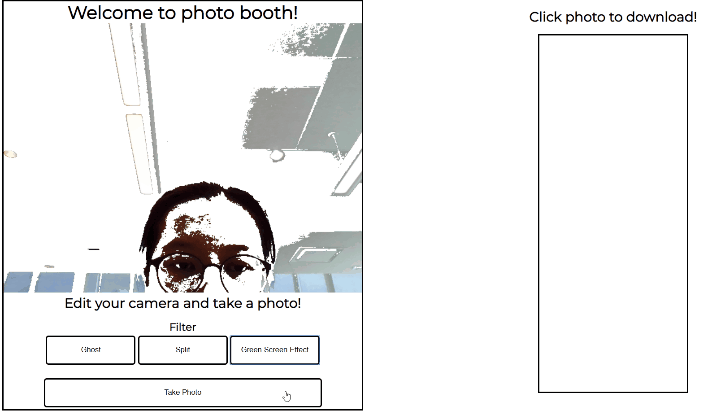 Welcome to photo booth!
Click photo to download!
Edit your camera and take a photo!
Filter
Ghost
Split
Green Screen Effect
Take Photo